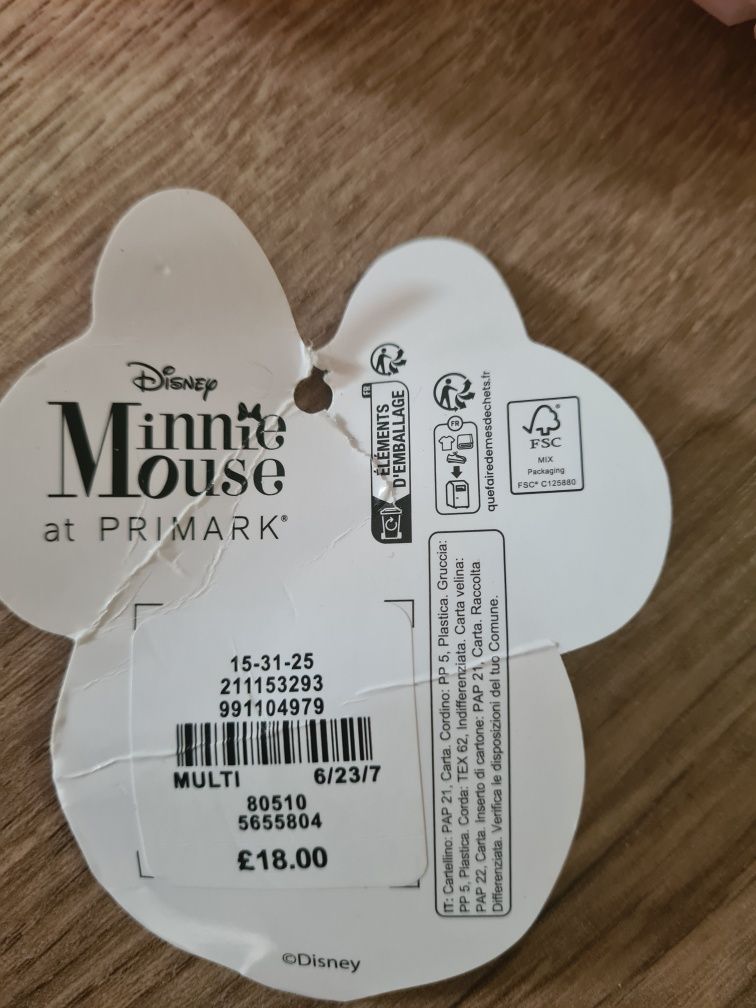 Disney
Minnie
Mouse
at PRIMARK®
FR
ÉLÉMENTS
D'EMBALLAGE
FR
quefairedemesdechets.fr
FSC®
MIX
Packaging
FSC® C125880
15-31-25
211153293
991104979
MULTI 6/23/7
80510
5655804
£18.00
IT: Cartellino: PAP 21, Carta. Cordino: PP 5, Plastica. Gruccia:
PP 5, Plastica. Corda: TEX 62, Indifferenziata. Carta velina:
PAP 22, Carta. Inserto di cartone: PAP 21, Carta. Raccolta
Differenziata. Verifica le disposizioni del tuo Comune.
©Disney